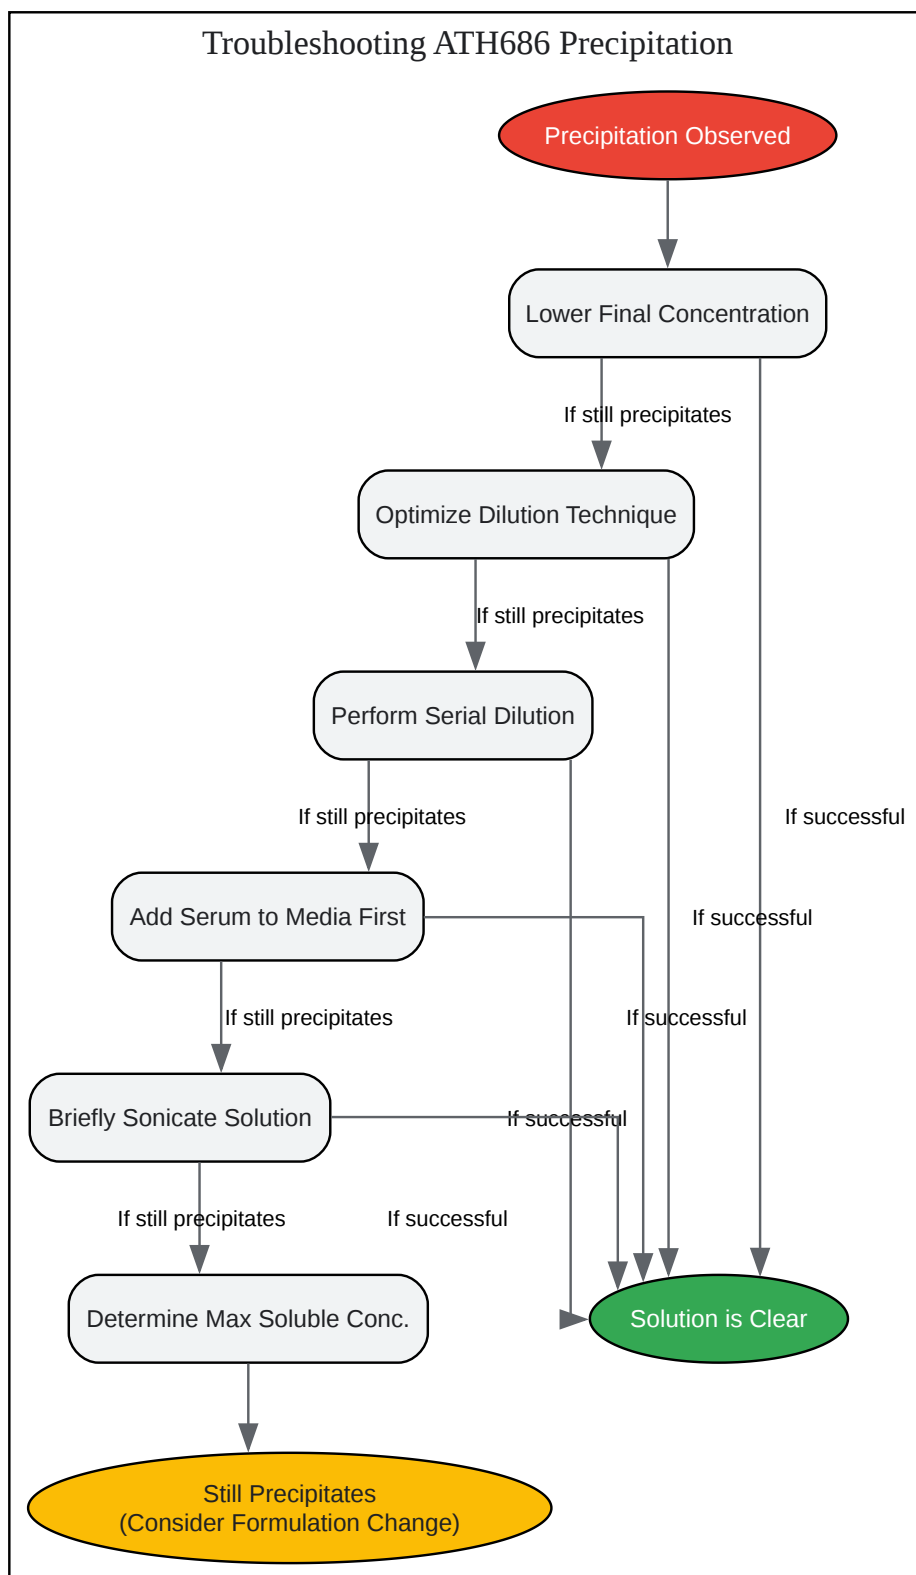 Troubleshooting ATH686 Precipitation
Precipitation Observed
Lower Final Concentration
If still precipitates
Optimize Dilution Technique
If still precipitates
Perform Serial Dilution
If still precipitates
If successful
Add Serum to Media First
If successful
If still precipitates
If successful
Briefly Sonicate Solution
If successful
If still precipitates
If successful
Determine Max Soluble Conc.
Solution is Clear
Still Precipitates
(Consider Formulation Change)